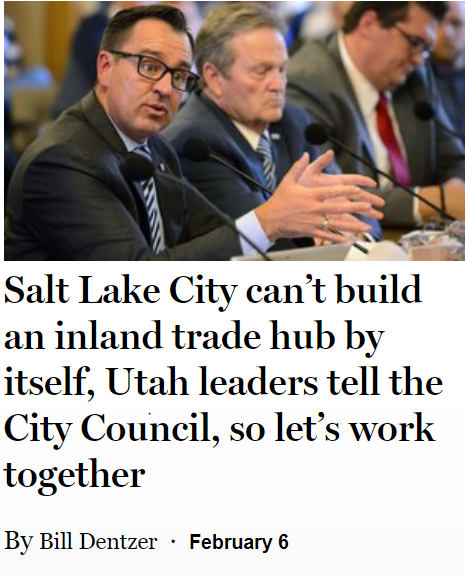 Salt Lake City can’t build
an inland trade hub by
itself, Utah leaders tell the
City Council, so let’s work
together
By Bill Dentzer · February 6